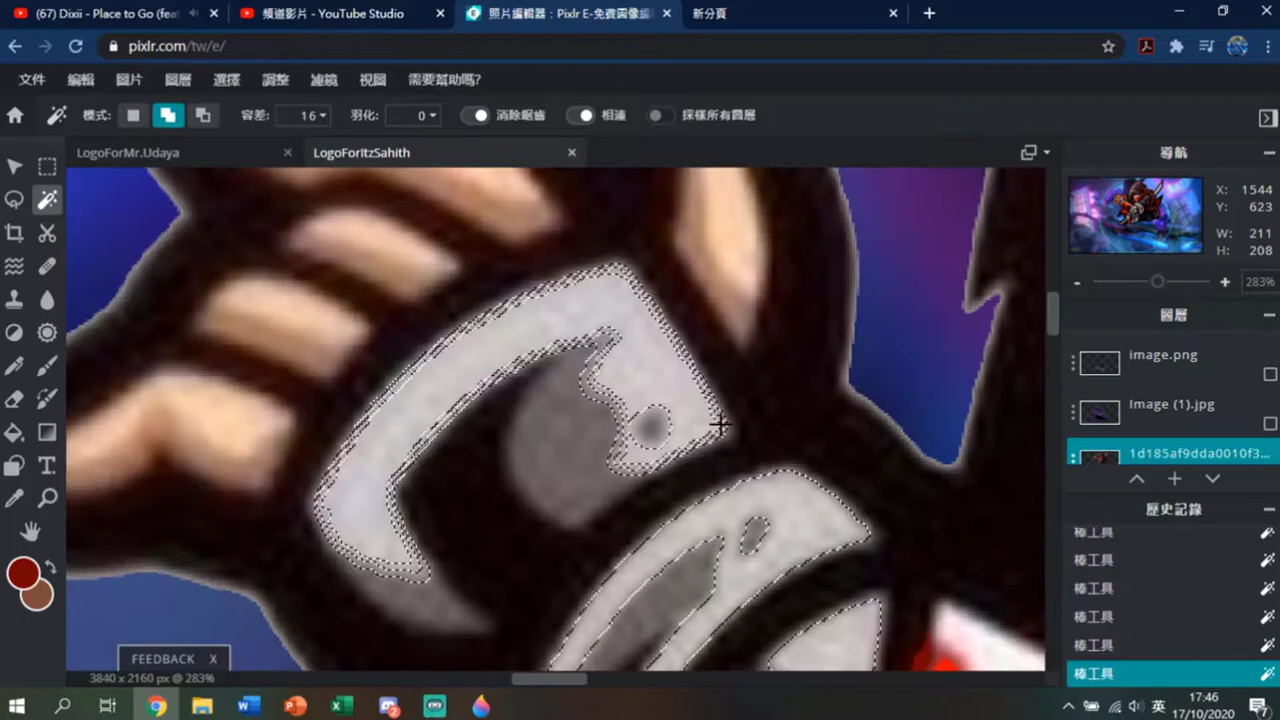 (67) Dixii - Place to Go (fea
頻道影片 - YouTube Studio
照片編輯器：Pixlr E-免費圖像編
新分頁
pixlr.com/tw/e/
文件
編輯
圖片
圖層
選擇
調整
濾鏡
視圖
需要幫助嗎?
模式:
容差:
16
羽化:
0
消除鋸齒
相連
採樣所有圖層
LogoForMr.Udaya
LogoForItzSahith
導航
X: 1544
Y: 623
W: 211
H: 208
283%
圖層
image.png
Image (1).jpg
1d185af9dda0010f3...
歷史記錄
棒工具
棒工具
棒工具
棒工具
棒工具
棒工具
FEEDBACK X
3840 x 2160 px @ 283%
英
17:46
17/10/2020
7
2